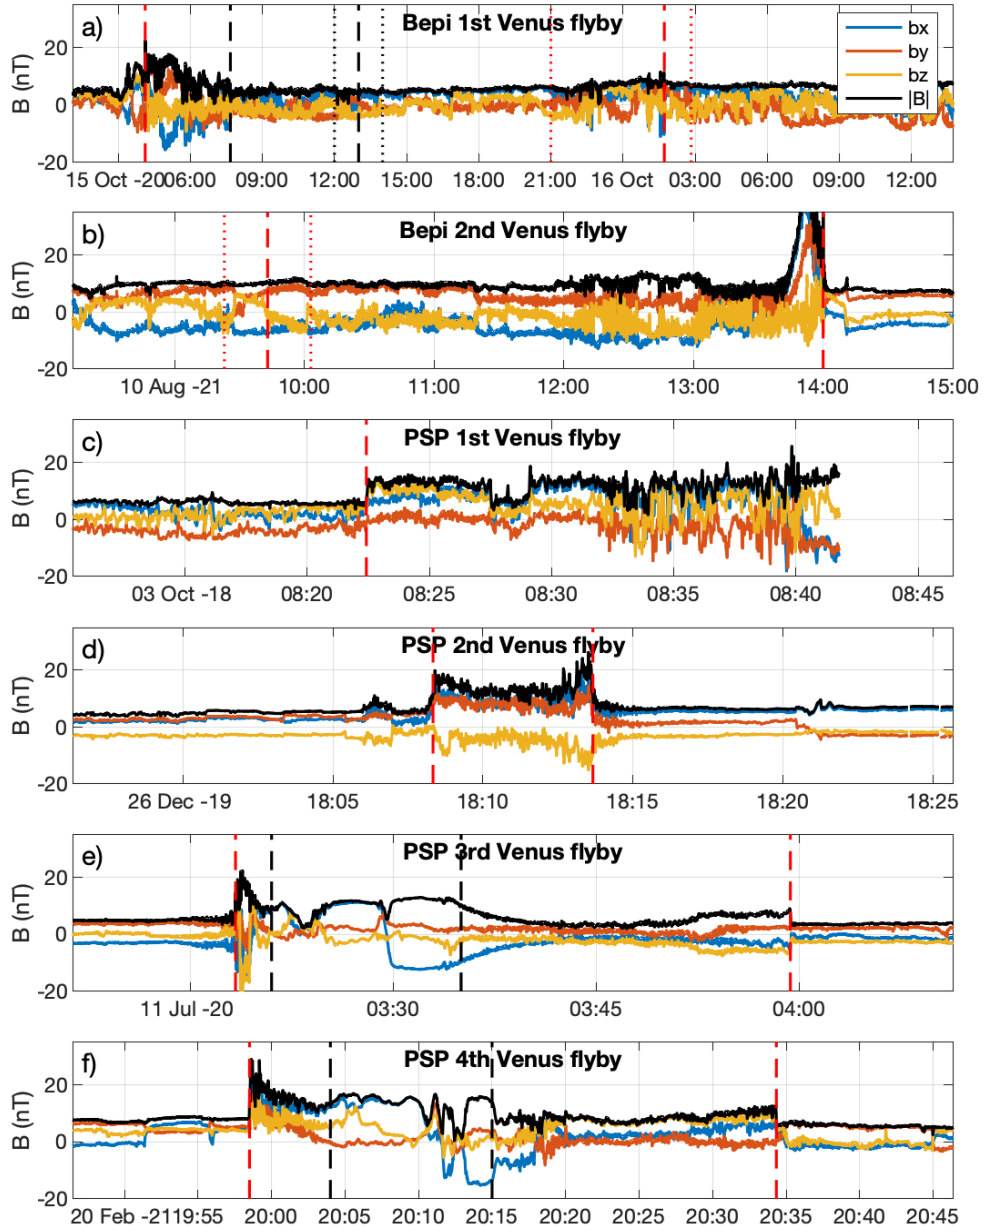 a) Bepi 1st Venus flyby
bx
by
bz
|B|
B (nT)
20
0
-20
15 Oct -20 06:00 09:00 12:00 15:00 18:00 21:00 16 Oct 03:00 06:00 09:00 12:00
b) Bepi 2nd Venus flyby
B (nT)
20
0
-20
10 Aug -21 10:00 11:00 12:00 13:00 14:00 15:00
c) PSP 1st Venus flyby
B (nT)
20
0
-20
03 Oct -18 08:20 08:25 08:30 08:35 08:40 08:45
d) PSP 2nd Venus flyby
B (nT)
20
0
20
26 Dec -19 18:05 18:10 18:15 18:20 18:25
e) PSP 3rd Venus flyby
B (nT)
20
0
-20
11 Jul -20 03:30 03:45 04:00
f) PSP 4th Venus flyby
B (nT)
20
0
-20
20 Feb -2119:55 20:00 20:05 20:10 20:15 20:20 20:25 20:30 20:35 20:40 20:45